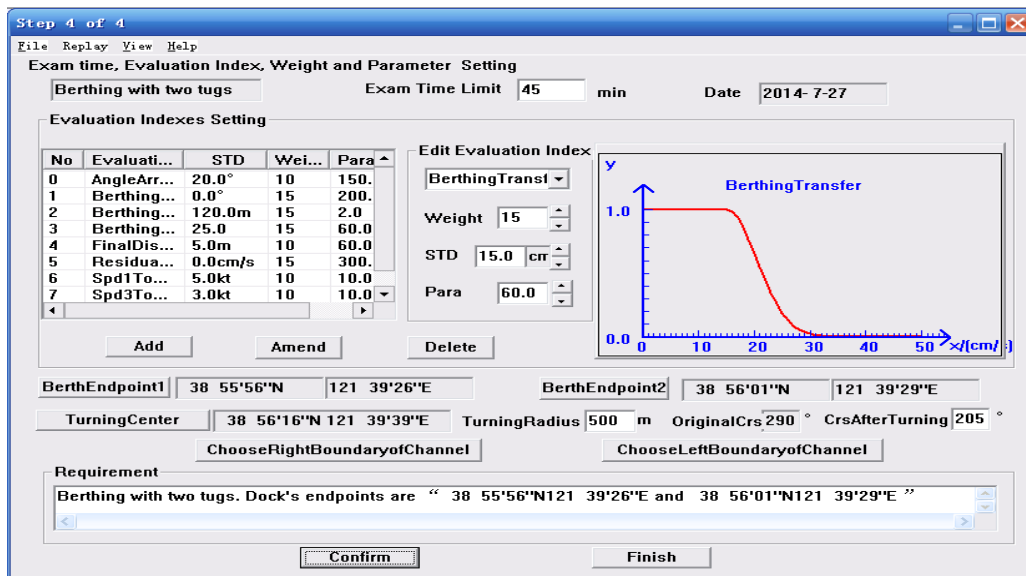 Step 4 of 4
File Replay View Help
Exam time, Evaluation Index, Weight and Parameter Setting
Berthing with two tugs Exam Time Limit 45 min Date 2014- 7-27
Evaluation Indexes Setting
No Evaluati... STD Wei... Para
0 AngleArr... 20.0° 10 150.
1 Berthing... 0.0° 15 200.
2 Berthing... 120.0m 15 2.0
3 Berthing... 25.0 15 60.0
4 FinalDis... 5.0m 10 60.0
5 Residua... 0.0cm/s 15 300.
6 Spd1To... 5.0kt 10 10.0
7 Spd3To... 3.0kt 10 10.0
Add Amend Delete
Edit Evaluation Index
BerthingTransf
Weight 15
STD 15.0 cm
Para 60.0
y
BerthingTransfer
1.0
0.0
0 10 20 30 40 50 x/(cm/s)
BerthEndpoint1 38 55'56"N 121 39'26"E BerthEndpoint2 38 56'01"N 121 39'29"E
TurningCenter 38 56'16"N 121 39'39"E TurningRadius 500 m OriginalCrs 290 ° CrsAfterTurning 205 °
ChooseRightBoundaryofChannel ChooseLeftBoundaryofChannel
Requirement
Berthing with two tugs. Dock's endpoints are “ 38 55'56"N121 39'26"E and 38 56'01"N121 39'29"E ”
Confirm Finish